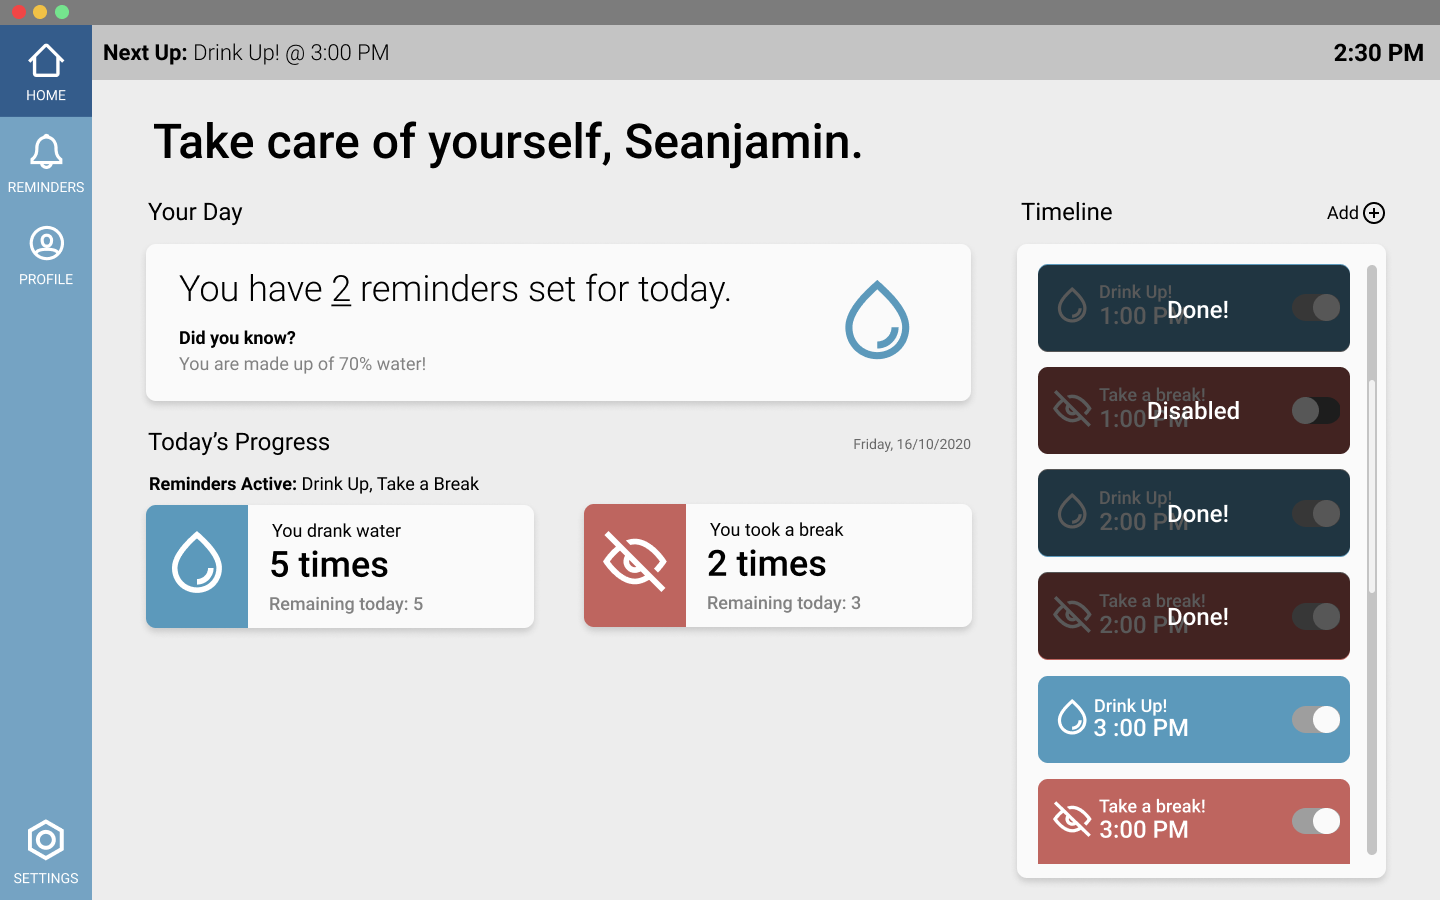 Next Up: Drink Up! @ 3:00 PM
2:30 PM
HOME
REMINDERS
PROFILE
SETTINGS
Take care of yourself, Seanjamin.
Your Day
You have 2 reminders set for today.
Did you know?
You are made up of 70% water!
Today's Progress
Friday, 16/10/2020
Reminders Active: Drink Up, Take a Break
You drank water
5 times
Remaining today: 5
You took a break
2 times
Remaining today: 3
Timeline
Add
Drink Up!
1:00 PM
Done!
Take a break!
1:00 PM
Disabled
Drink Up!
2:00 PM
Done!
Take a break!
2:00 PM
Done!
Drink Up!
3 :00 PM
Take a break!
3:00 PM